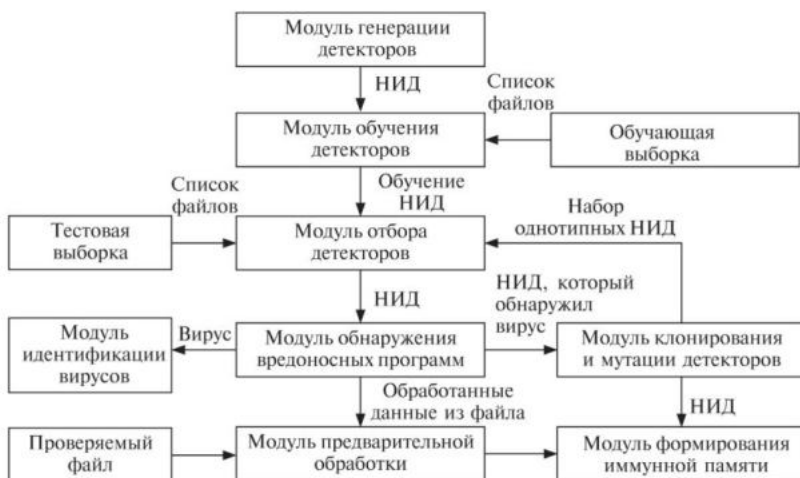 Модуль генерации
детекторов
НИД
Список
файлов
Модуль обучения
детекторов
Обучающая
выборка
Обучение
НИД
Список
файлов
Набор
однотипных НИД
Тестовая
выборка
Модуль отбора
детекторов
НИД
НИД, который
обнаружил
вирус
Модуль
идентификации
вирусов
Вирус
Модуль обнаружения
вредоносных программ
Модуль клонирования
и мутации детекторов
Обработанные
данные из файла
НИД
Проверяемый
файл
Модуль предварительной
обработки
Модуль формирования
иммунной памяти